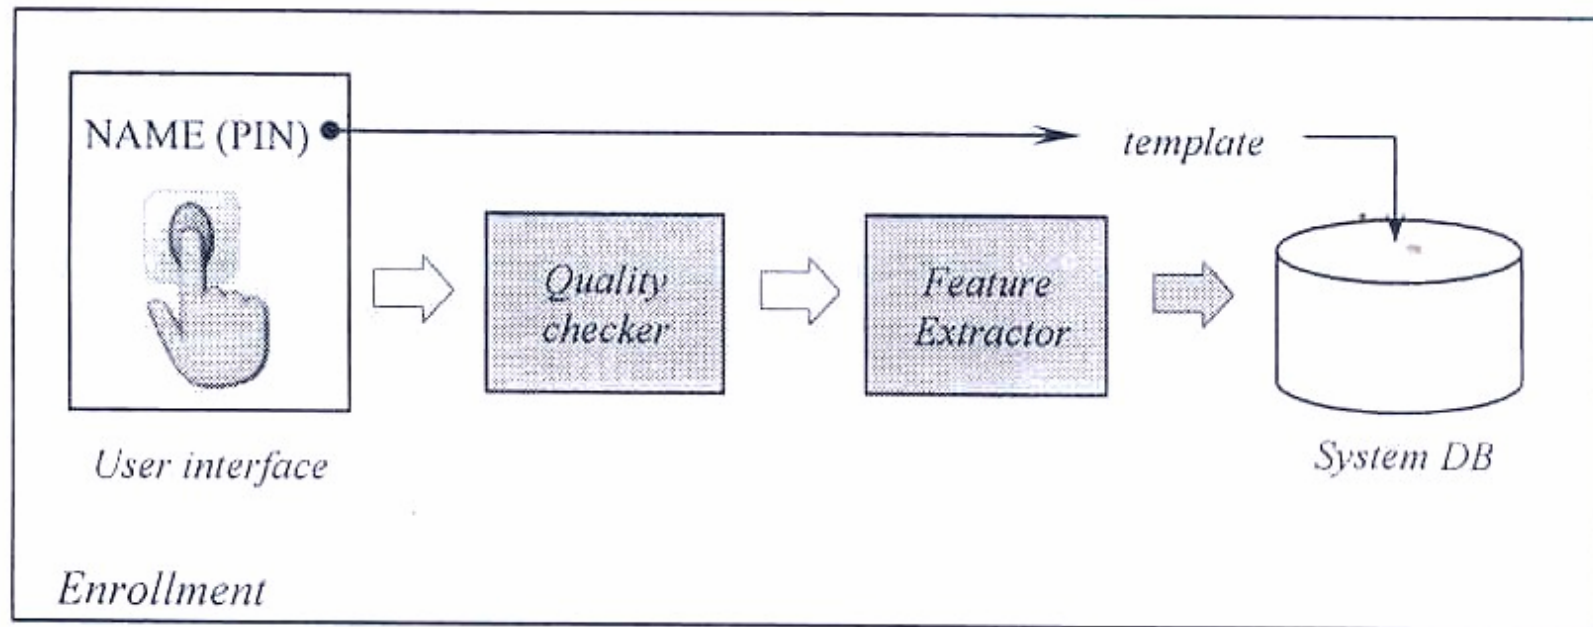 NAME (PIN)
template
Quality
checker
Feature
Extractor
User interface
System DB
Enrollment